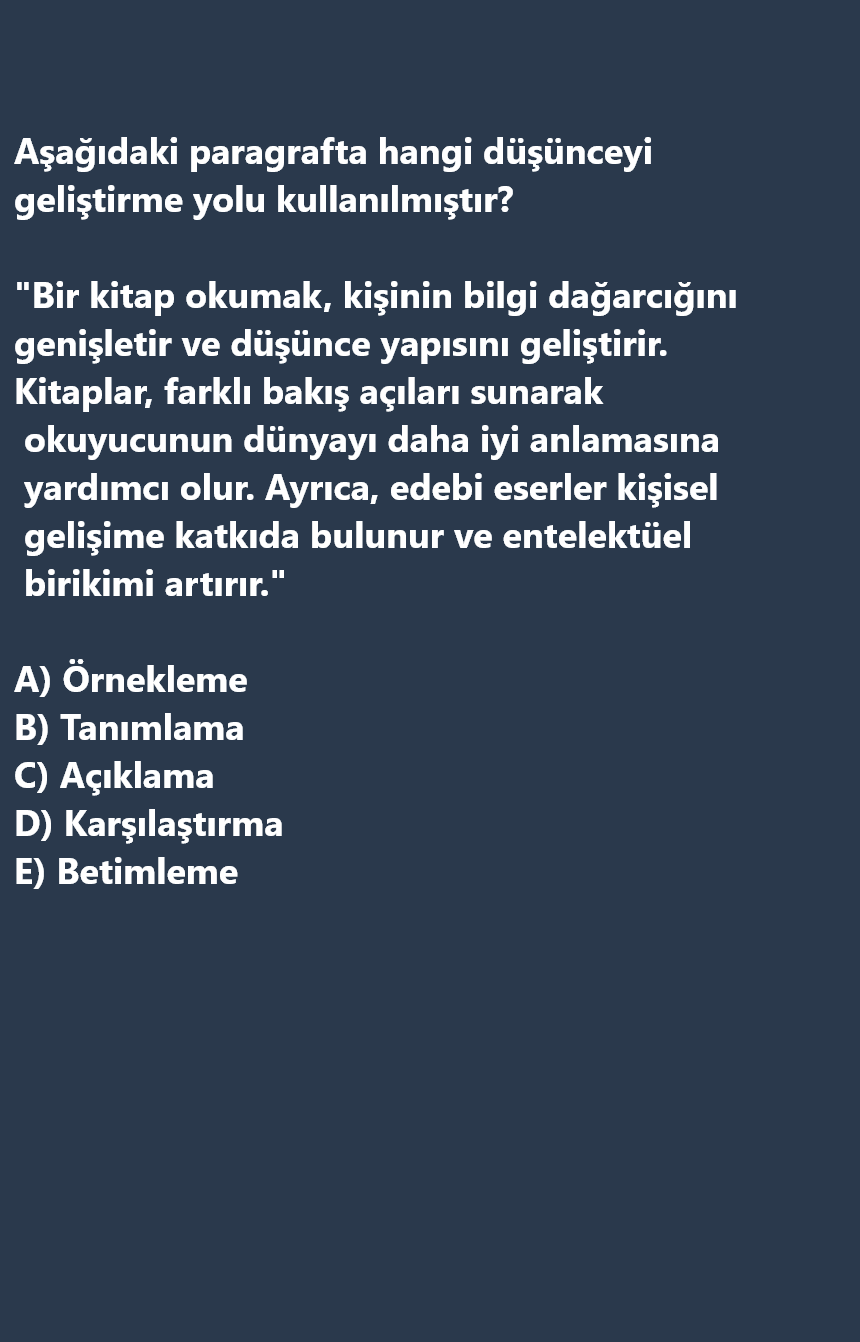 Aşağıdaki paragrafta hangi düşünceyi
geliştirme yolu kullanılmıştır?
"Bir kitap okumak, kişinin bilgi dağarcığını
genişletir ve düşünce yapısını geliştirir.
Kitaplar, farklı bakış açıları sunarak
okuyucunun dünyayı daha iyi anlamasına
yardımcı olur. Ayrıca, edebi eserler kişisel
gelişime katkıda bulunur ve entelektüel
birikimi artırır."
A) Örnekleme
B) Tanımlama
C) Açıklama
D) Karşılaştırma
E) Betimleme